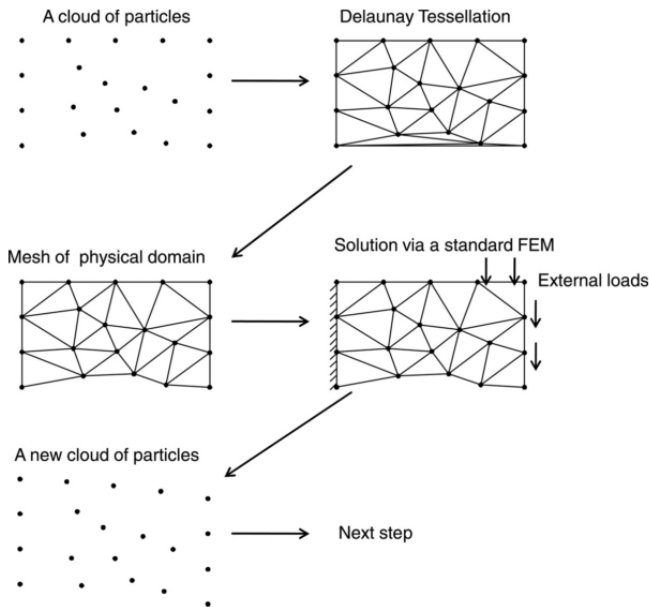 A cloud of particles
Delaunay Tessellation
Mesh of physical domain
Solution via a standard FEM
External loads
A new cloud of particles
Next step